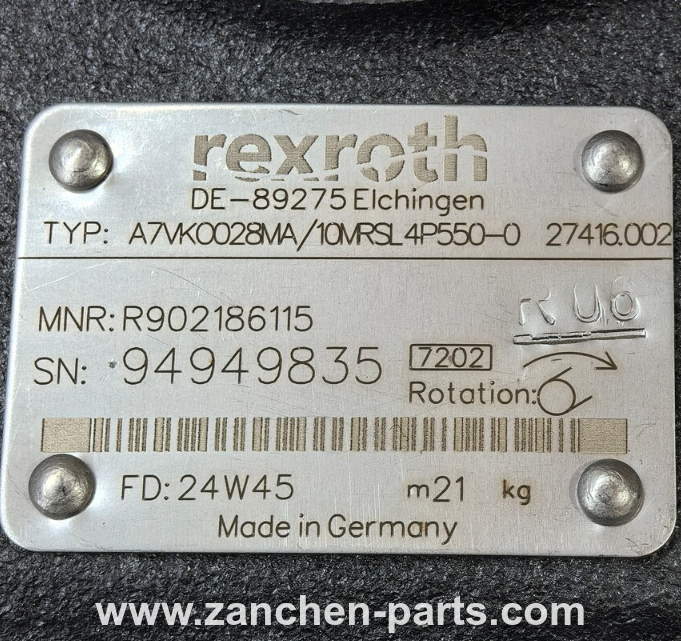 rexroth
DE-89275 Elchingen
TYP: A7VK0028MA/10MRSL4P550-0 27416.002
MNR: R902186115
R U6
SN: 94949835 7202
Rotation:
FD: 24W45 m21 kg
Made in Germany
www.zanchen-parts.com